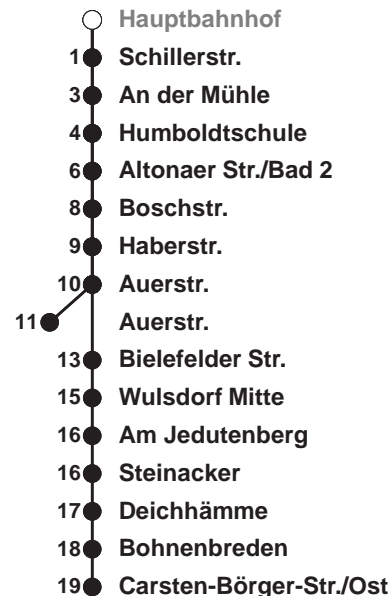 Hauptbahnhof
1 Schillerstr.
3 An der Mühle
4 Humboldtschule
6 Altonaer Str./Bad 2
8 Boschstr.
9 Haberstr.
10 Auerstr.
11 Auerstr.
13 Bielefelder Str.
15 Wulsdorf Mitte
16 Am Jedutenberg
16 Steinacker
17 Deichhämme
18 Bohnenbreden
19 Carsten-Börger-Str./Ost